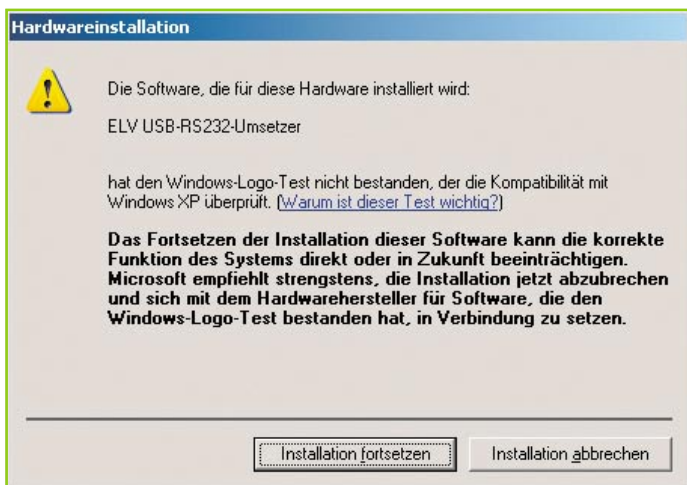 Hardwareinstallation
Die Software, die für diese Hardware installiert wird:
ELV USB-RS232-Umsetzer
hat den Windows-Logo-Test nicht bestanden, der die Kompatibilität mit
Windows XP überprüft. (Warum ist dieser Test wichtig?)
Das Fortsetzen der Installation dieser Software kann die korrekte
Funktion des Systems direkt oder in Zukunft beeinträchtigen.
Microsoft empfiehlt strengstens, die Installation jetzt abzubrechen
und sich mit dem Hardwarehersteller für Software, die den
Windows-Logo-Test bestanden hat, in Verbindung zu setzen.
Installation fortsetzen
Installation abbrechen